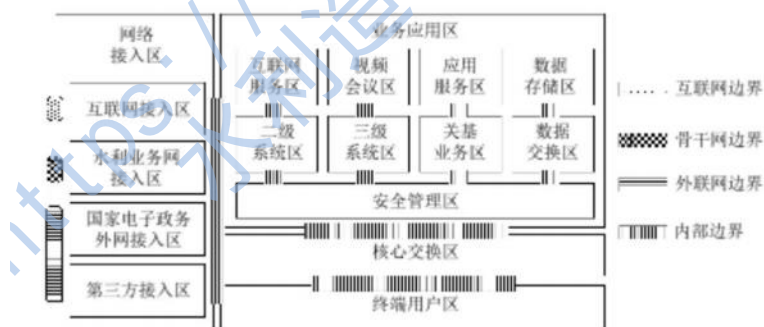 网络
接入区
互联网接入区
水利业务网
接入区
国家电子政务
外网接入区
第三方接入区
业务应用区
互联网
服务区
视频
会议区
应用
服务区
数据
存储区
二级
系统区
三级
系统区
关基
业务区
数据
交换区
安全管理区
核心交换区
终端用户区
互联网边界
骨干网边界
外联网边界
内部边界
https://
水利造